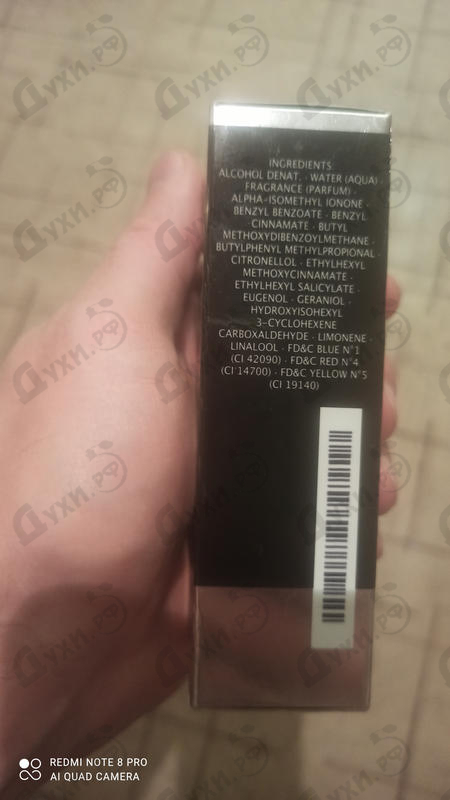 INGREDIENTS:
ALCOHOL DENAT. · WATER (AQUA) ·
FRAGRANCE (PARFUM) ·
ALPHA-ISOMETHYL IONONE ·
BENZYL BENZOATE · BENZYL
CINNAMATE · BUTYL
METHOXYDIBENZOYLMETHANE ·
BUTYLPHENYL METHYLPROPIONAL ·
CITRONELLOL · ETHYLHEXYL
METHOXYCINNAMATE ·
ETHYLHEXYL SALICYLATE ·
EUGENOL · GERANIOL ·
HYDROXYISOHEXYL
3-CYCLOHEXENE
CARBOXALDEHYDE · LIMONENE ·
LINALOOL · FD&C BLUE N°1
(CI 42090) · FD&C RED N°4
(CI 14700) · FD&C YELLOW N°5
(CI 19140)
REDMI NOTE 8 PRO
AI QUAD CAMERA
Духи.РФ